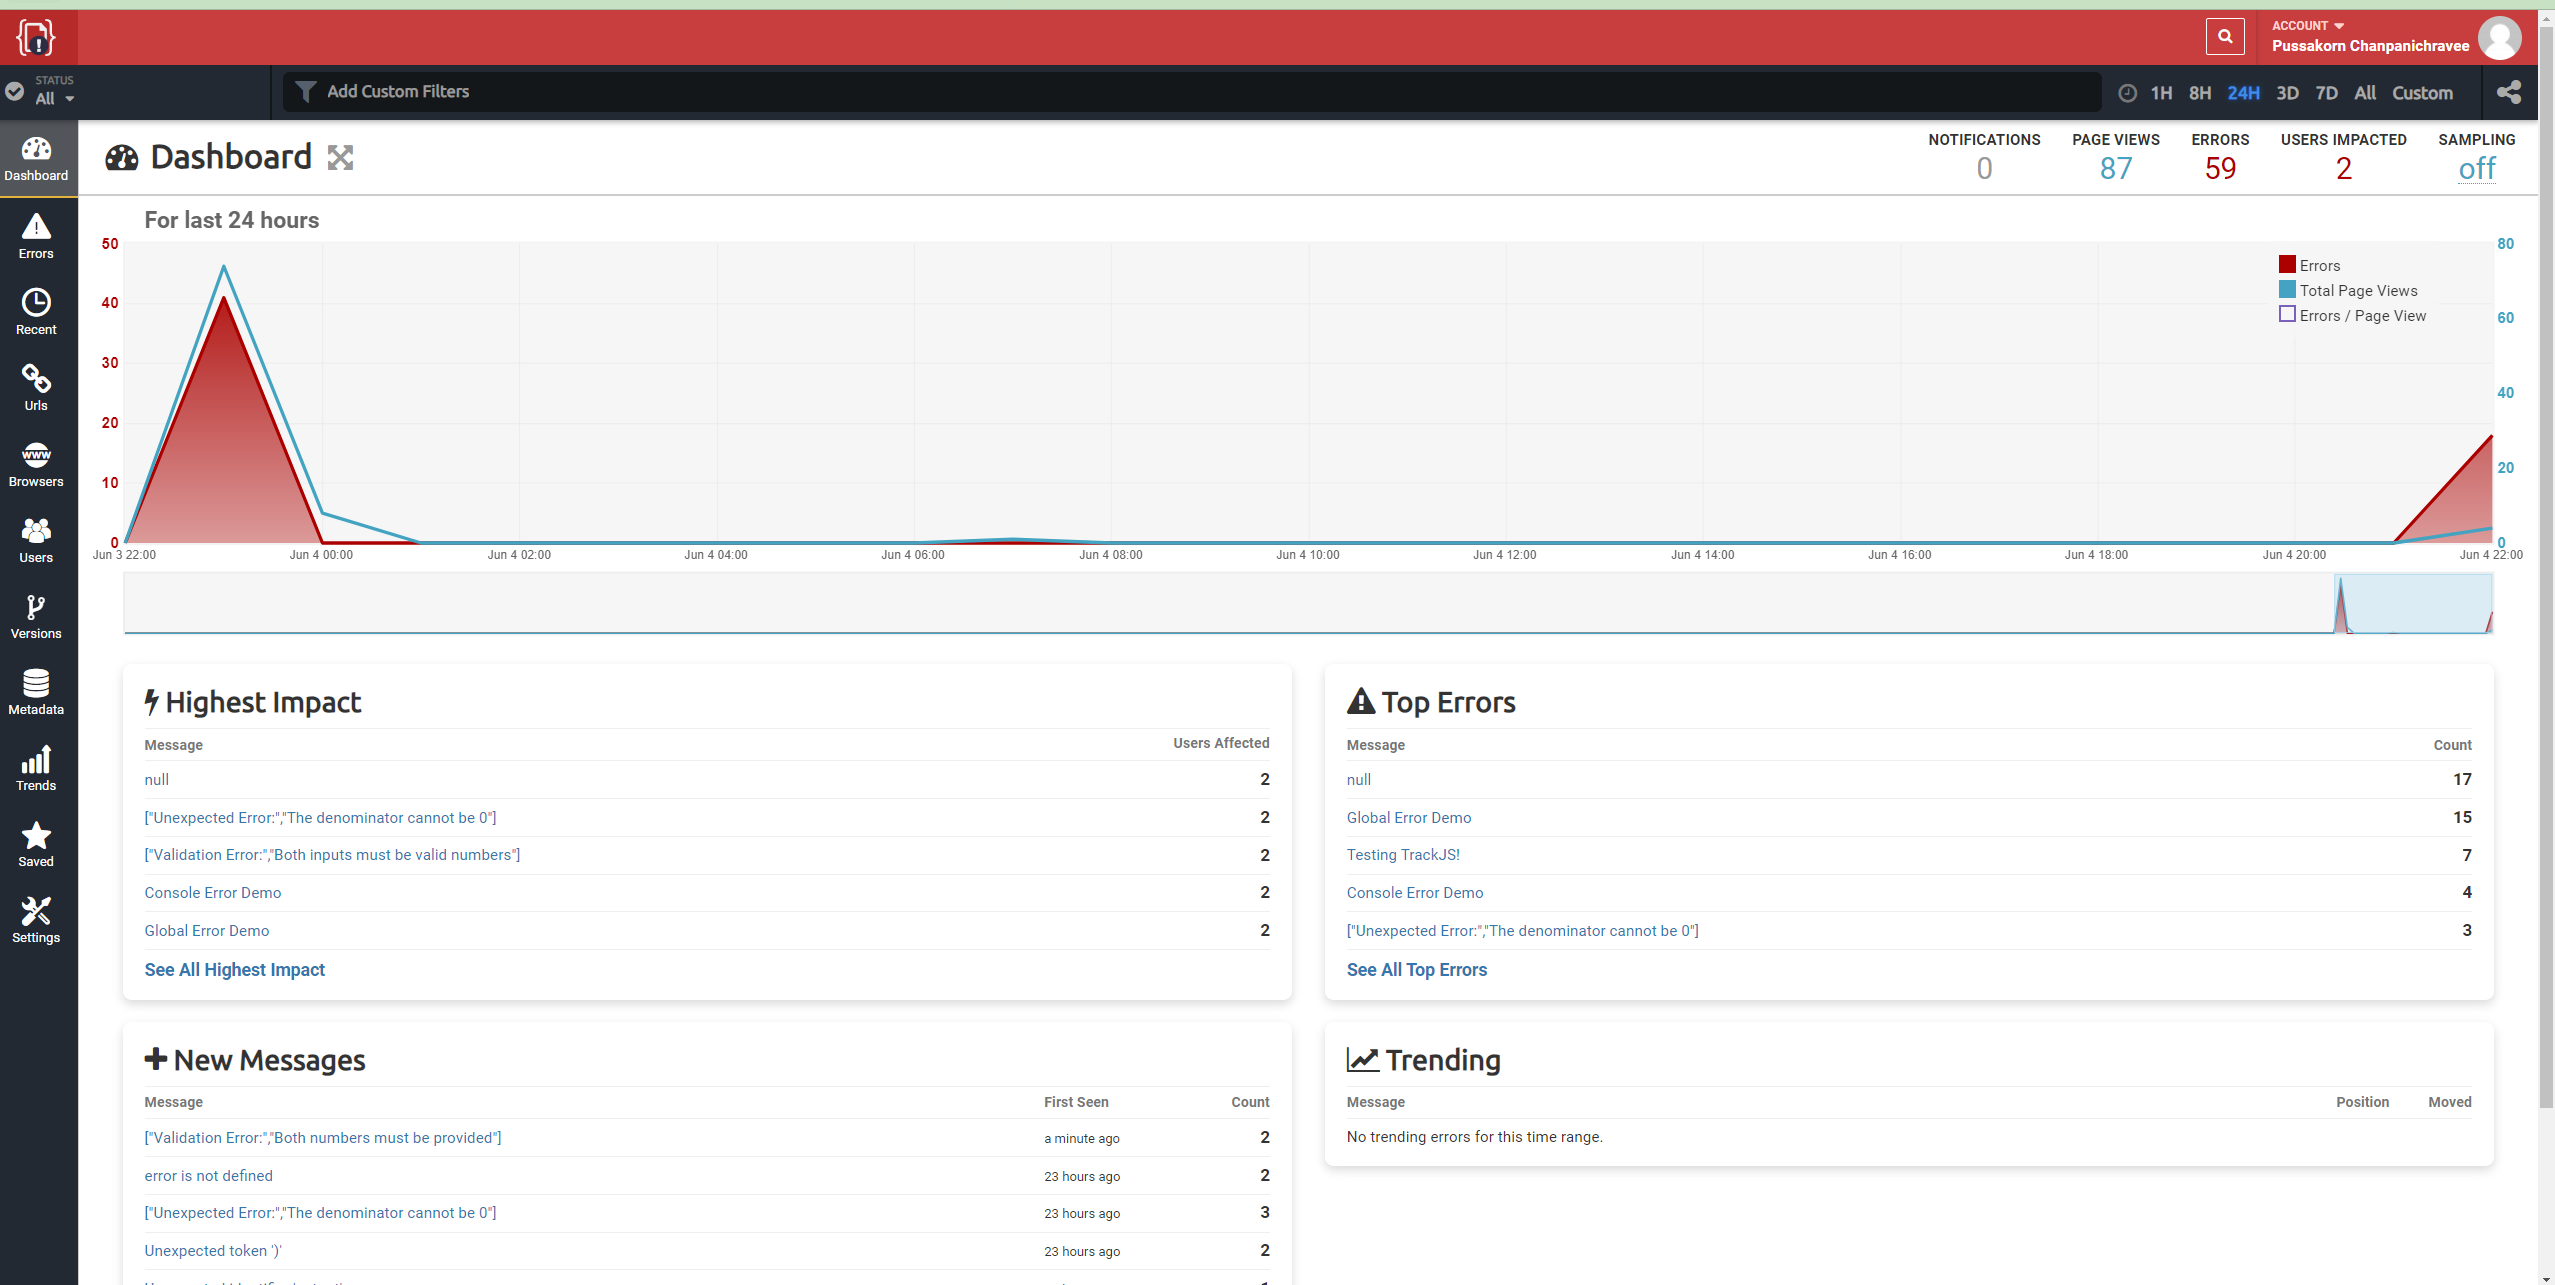 ACCOUNT
Pussakorn Chanpanichravee
STATUS
All
Add Custom Filters
1H 8H 24H 3D 7D All Custom
Dashboard
Errors
Recent
Urls
WWW
Browsers
Users
Versions
Metadata
Trends
Saved
Settings
Dashboard
NOTIFICATIONS PAGE VIEWS ERRORS USERS IMPACTED SAMPLING
0 87 59 2 off
For last 24 hours
50
40
30
20
10
0
80
60
40
20
0
Errors
Total Page Views
Errors / Page View
Jun 3 22:00 Jun 4 00:00 Jun 4 02:00 Jun 4 04:00 Jun 4 06:00 Jun 4 08:00 Jun 4 10:00 Jun 4 12:00 Jun 4 14:00 Jun 4 16:00 Jun 4 18:00 Jun 4 20:00 Jun 4 22:00
Highest Impact
Message Users Affected
null 2
["Unexpected Error:","The denominator cannot be 0"] 2
["Validation Error:","Both inputs must be valid numbers"] 2
Console Error Demo 2
Global Error Demo 2
See All Highest Impact
Top Errors
Message Count
null 17
Global Error Demo 15
Testing TrackJS! 7
Console Error Demo 4
["Unexpected Error:","The denominator cannot be 0"] 3
See All Top Errors
New Messages
Message First Seen Count
["Validation Error:","Both numbers must be provided"] a minute ago 2
error is not defined 23 hours ago 2
["Unexpected Error:","The denominator cannot be 0"] 23 hours ago 3
Unexpected token ')' 23 hours ago 2
Trending
Message Position Moved
No trending errors for this time range.